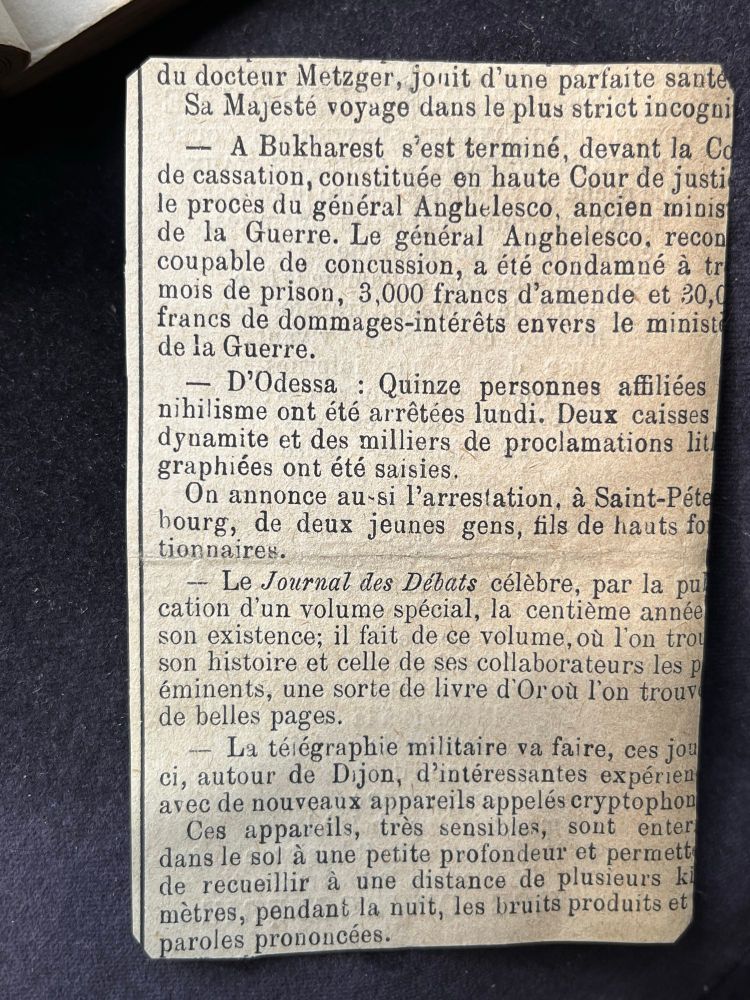 du docteur Metzger, jouit d'une parfaite santé
Sa Majesté voyage dans le plus strict incogni
— A Bukharest s'est terminé, devant la Co
de cassation, constituée en haute Cour de justi
le procès du général Anghelesco, ancien minis
de la Guerre. Le général Anghelesco, recon
coupable de concussion, a été condamné à tr
mois de prison, 3,000 francs d'amende et 30,0
francs de dommages-intérêts envers le ministè
de la Guerre.
— D'Odessa : Quinze personnes affiliées
nihilisme ont été arrêtées lundi. Deux caisses
dynamite et des milliers de proclamations lit
graphiées ont été saisies.
On annonce aussi l'arrestation, à Saint-Péte
bourg, de deux jeunes gens, fils de hauts fo
tionnaires.
— Le Journal des Débats célèbre, par la pu
cation d'un volume spécial, la centième année
son existence; il fait de ce volume, où l'on trou
son histoire et celle de ses collaborateurs les p
éminents, une sorte de livre d'Or où l'on trouv
de belles pages.
— La télégraphie militaire va faire, ces jou
ci, autour de Dijon, d'intéressantes expérien
avec de nouveaux appareils appelés cryptophon
Ces appareils, très sensibles, sont enter
dans le sol à une petite profondeur et permett
de recueillir à une distance de plusieurs ki
mètres, pendant la nuit, les bruits produits et
paroles prononcées.